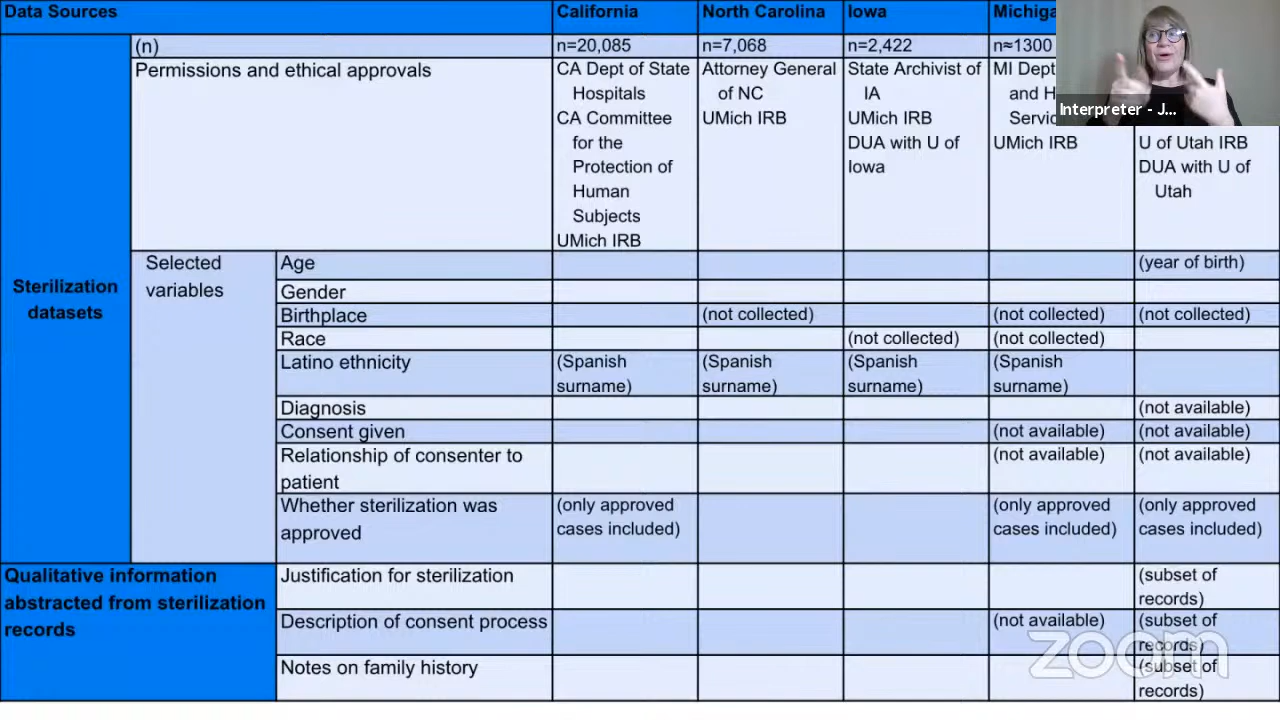 Data Sources California North Carolina Iowa
(n) n=20,085 n=7,068 n=2,422 n≈1300
Permissions and ethical approvals
CA Dept of State
Hospitals
CA Committee
for the
Protection of
Human
Subjects
UMich IRB
Attorney General
of NC
UMich IRB
State Archivist of
IA
UMich IRB
DUA with U of
Iowa
MI Dept
and
UMich IRB
U of Utah IRB
DUA with U of
Utah
Interpreter - J...
Sterilization
datasets
Selected
variables
Age (year of birth)
Gender
Birthplace (not collected) (not collected) (not collected)
Race (not collected) (not collected)
Latino ethnicity (Spanish (Spanish (Spanish (Spanish
surname) surname) surname) surname)
Diagnosis (not available)
Consent given (not available) (not available)
Relationship of consenter to (not available) (not available)
patient
Whether sterilization was (only approved (only approved (only approved
approved cases included) cases included) cases included)
Qualitative information
abstracted from sterilization
records
Justification for sterilization (subset of
records)
Description of consent process (not available) (subset of
records)
Notes on family history (subset of
records)
zoom